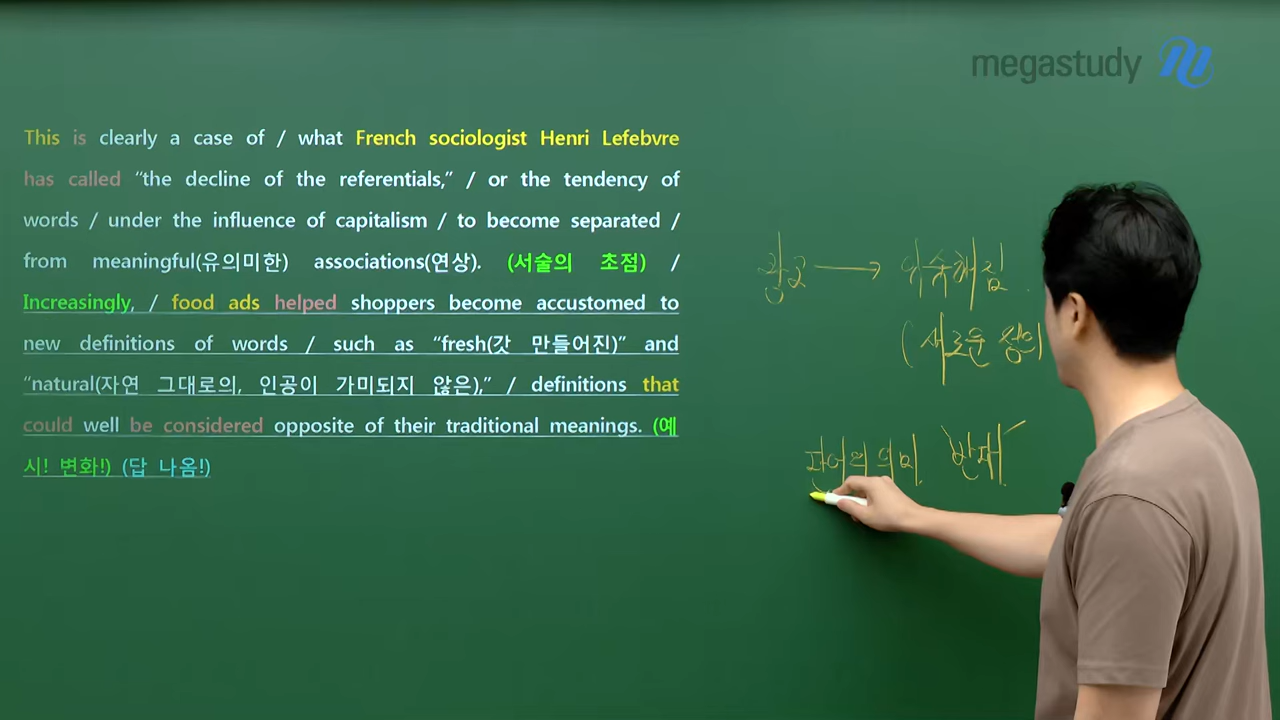 megastudy
This is clearly a case of / what French sociologist Henri Lefebvre
has called “the decline of the referentials,” / or the tendency of
words / under the influence of capitalism / to become separated /
from meaningful(유의미한) associations(연상). (서술의 초점) /
Increasingly, / food ads helped shoppers become accustomed to
new definitions of words / such as “fresh(갓 만들어진)” and
“natural(자연 그대로의, 인공이 가미되지 않은),” / definitions that
could well be considered opposite of their traditional meanings. (예
시! 변화!) (답 나옴!)
광고 → 익숙해짐
(새로운 정의
단어의 의미 반대